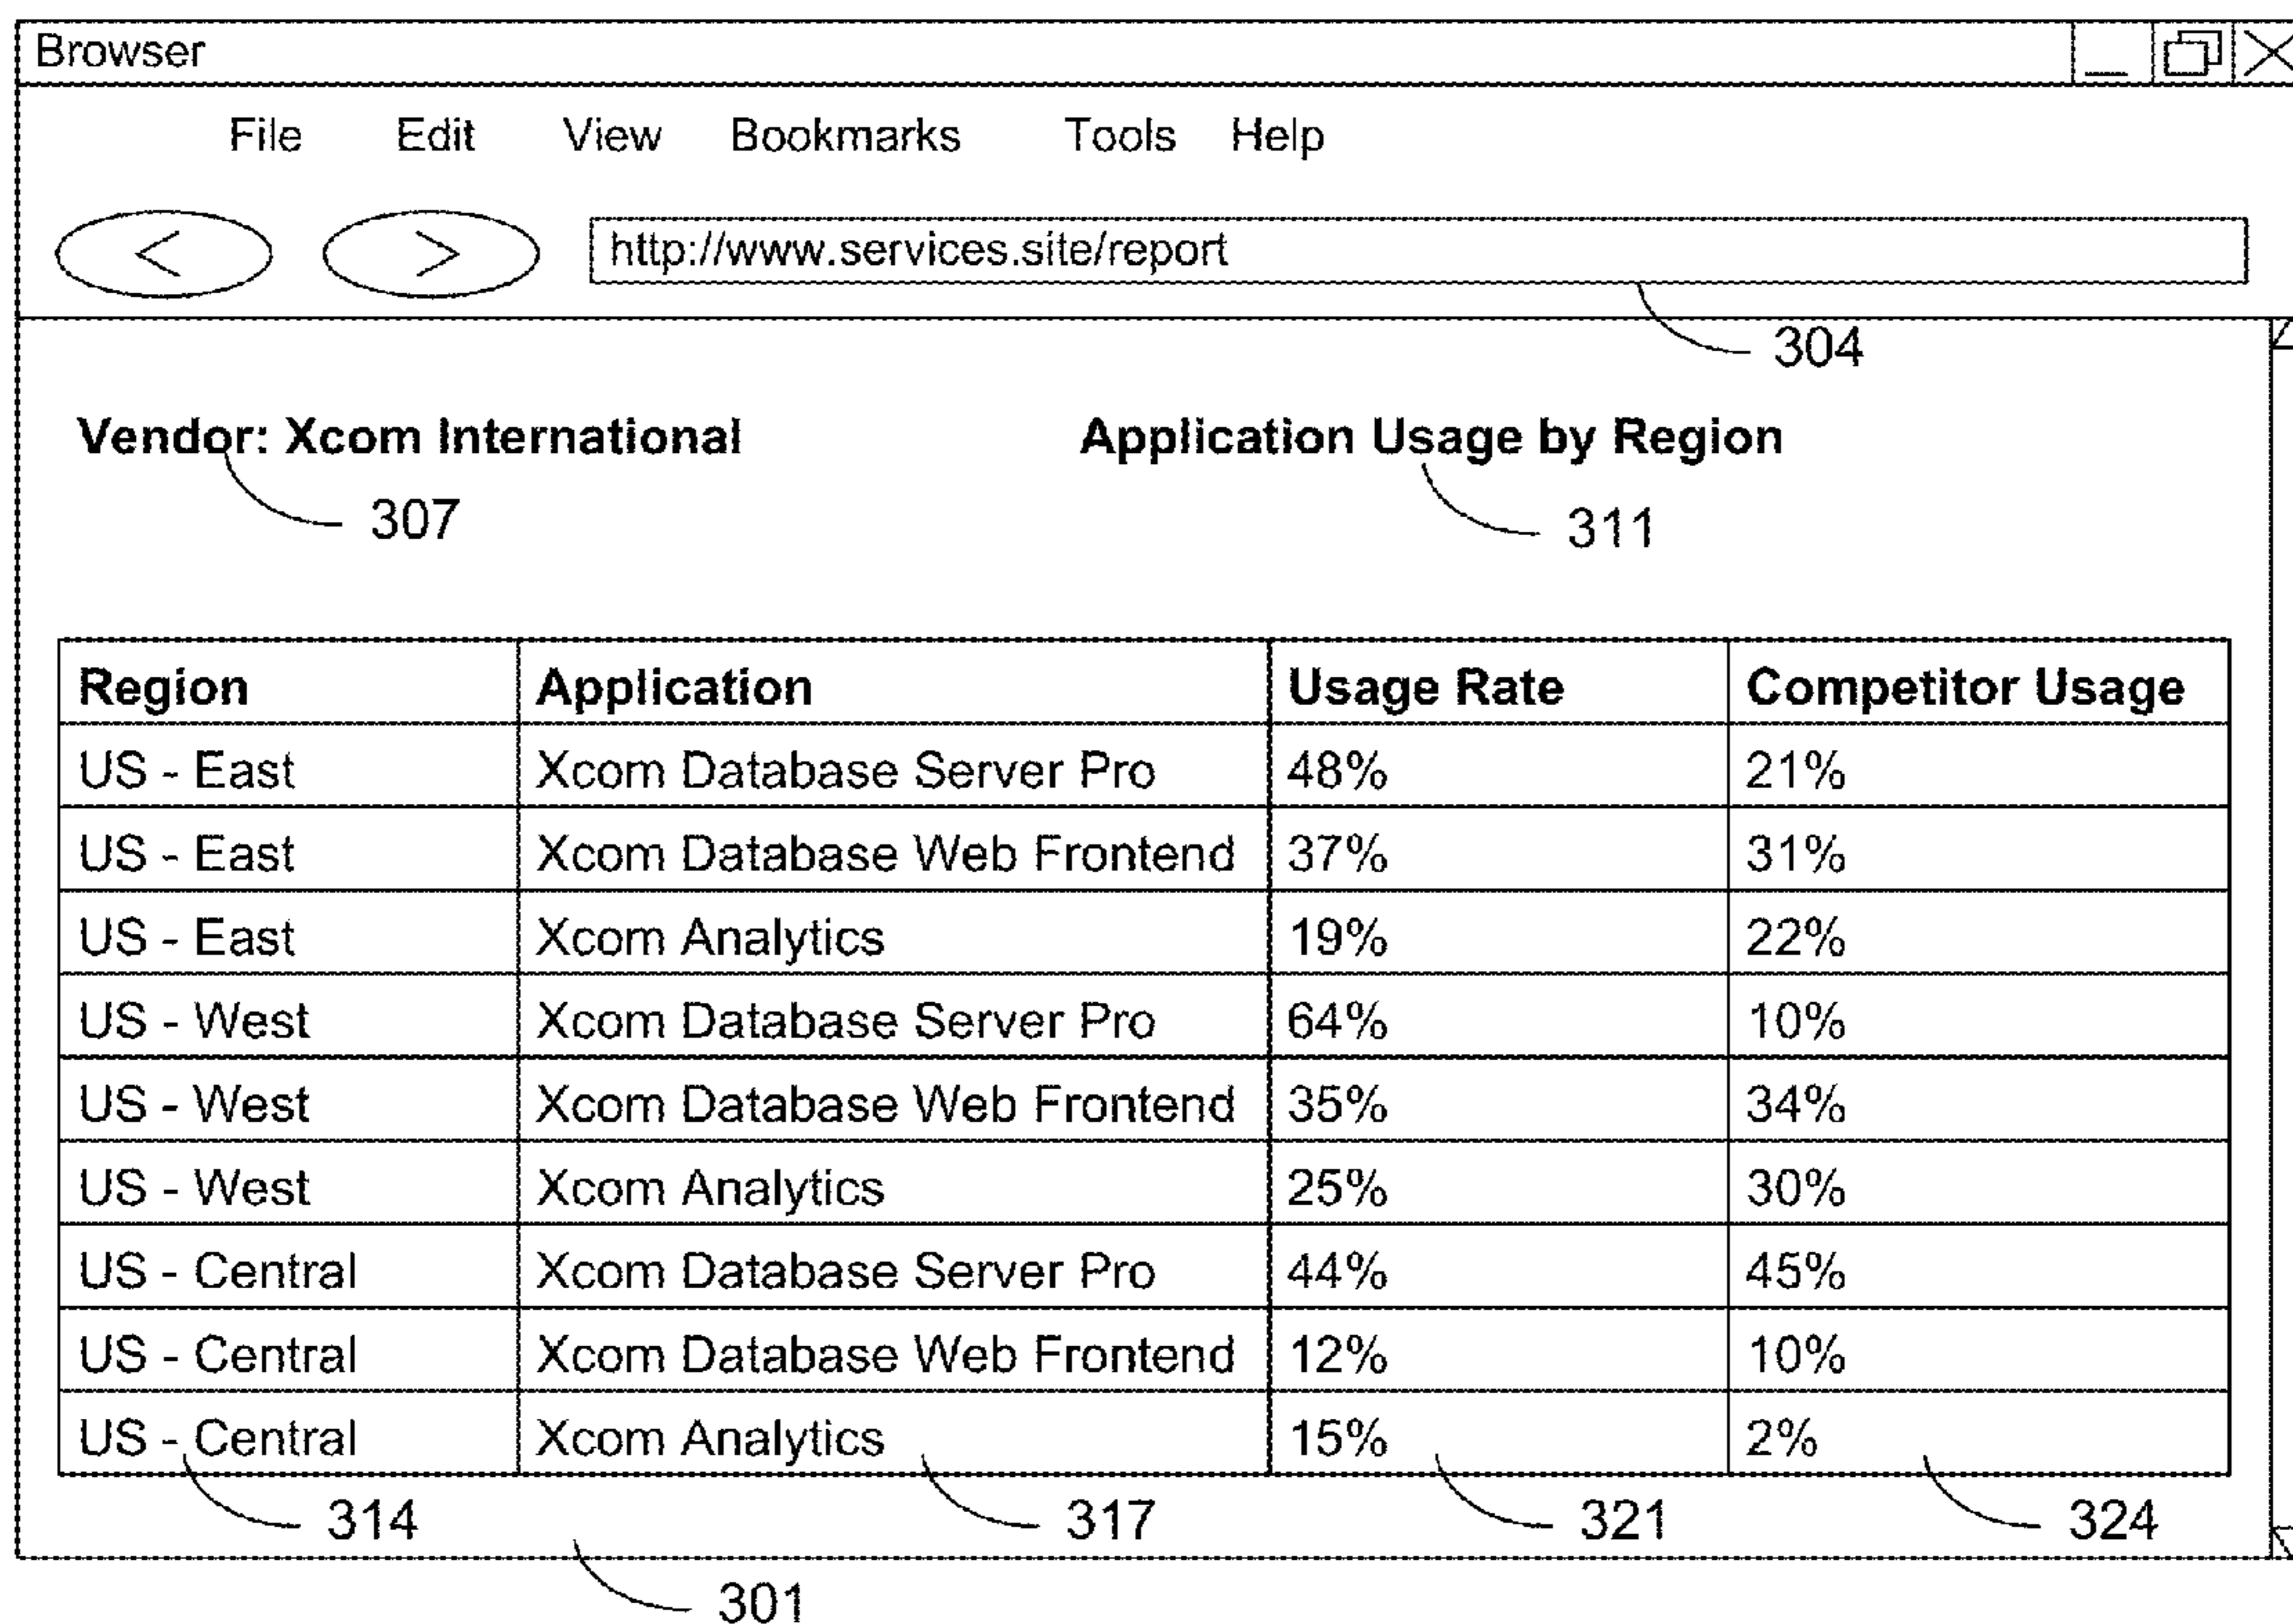 Browser
File Edit View Bookmarks Tools Help
< > http://www.services.site/report
304
Vendor: Xcom International Application Usage by Region
307 311
Region Application Usage Rate Competitor Usage
US - East Xcom Database Server Pro 48% 21%
US - East Xcom Database Web Frontend 37% 31%
US - East Xcom Analytics 19% 22%
US - West Xcom Database Server Pro 64% 10%
US - West Xcom Database Web Frontend 35% 34%
US - West Xcom Analytics 25% 30%
US - Central Xcom Database Server Pro 44% 45%
US - Central Xcom Database Web Frontend 12% 10%
US - Central Xcom Analytics 15% 2%
314 317 321 324
301